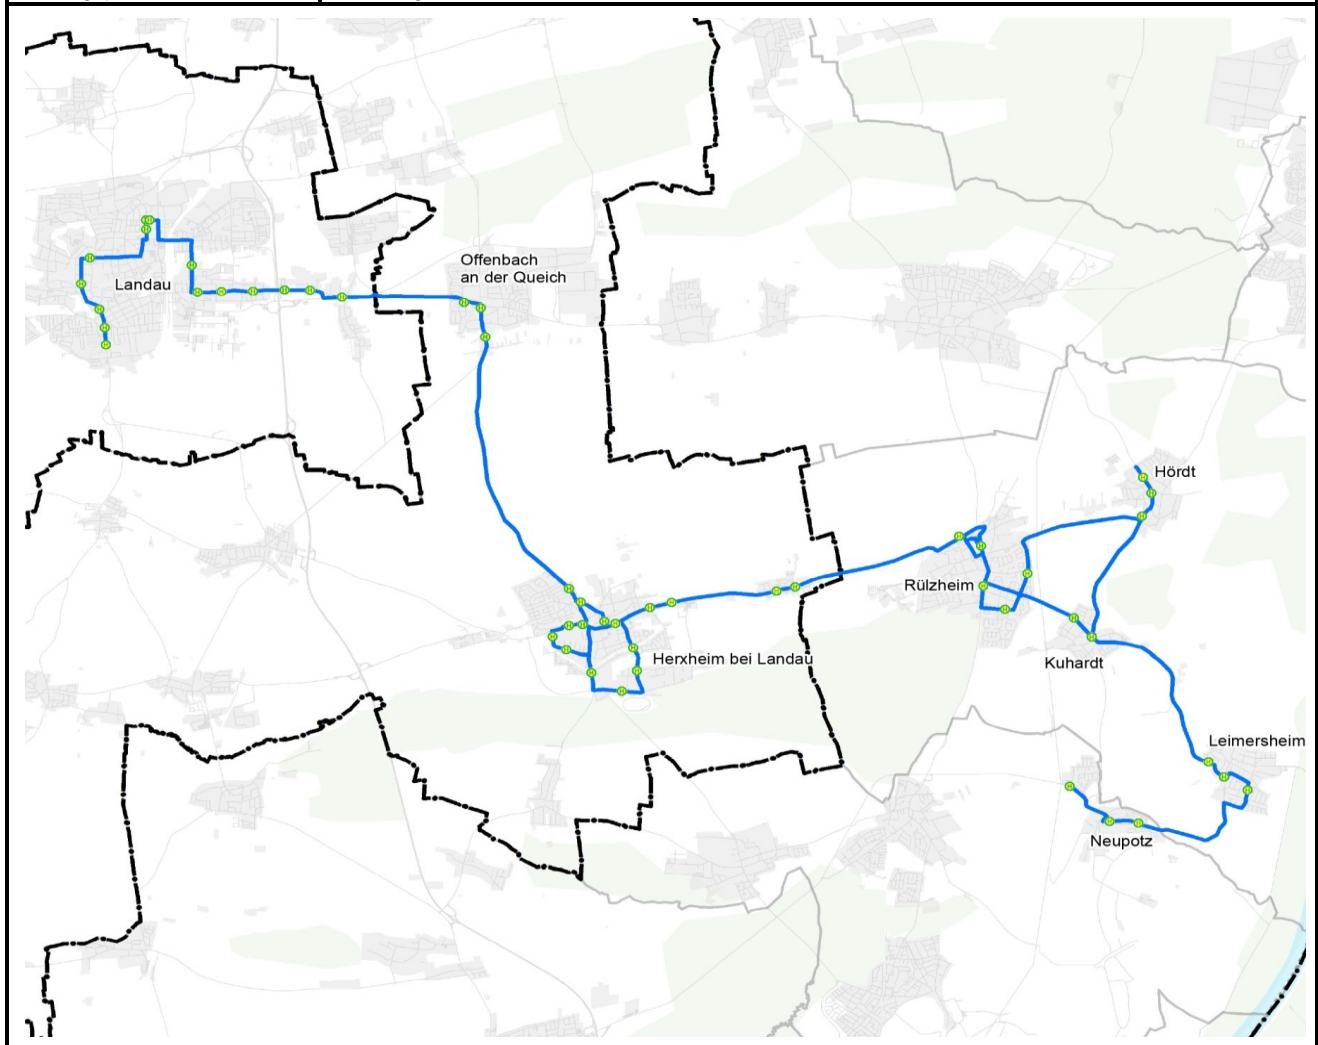 Offenbach
an der Queich
Landau
Hördt
Rülzheim
Herxheim bei Landau
Kuhardt
Leimersheim
Neupotz